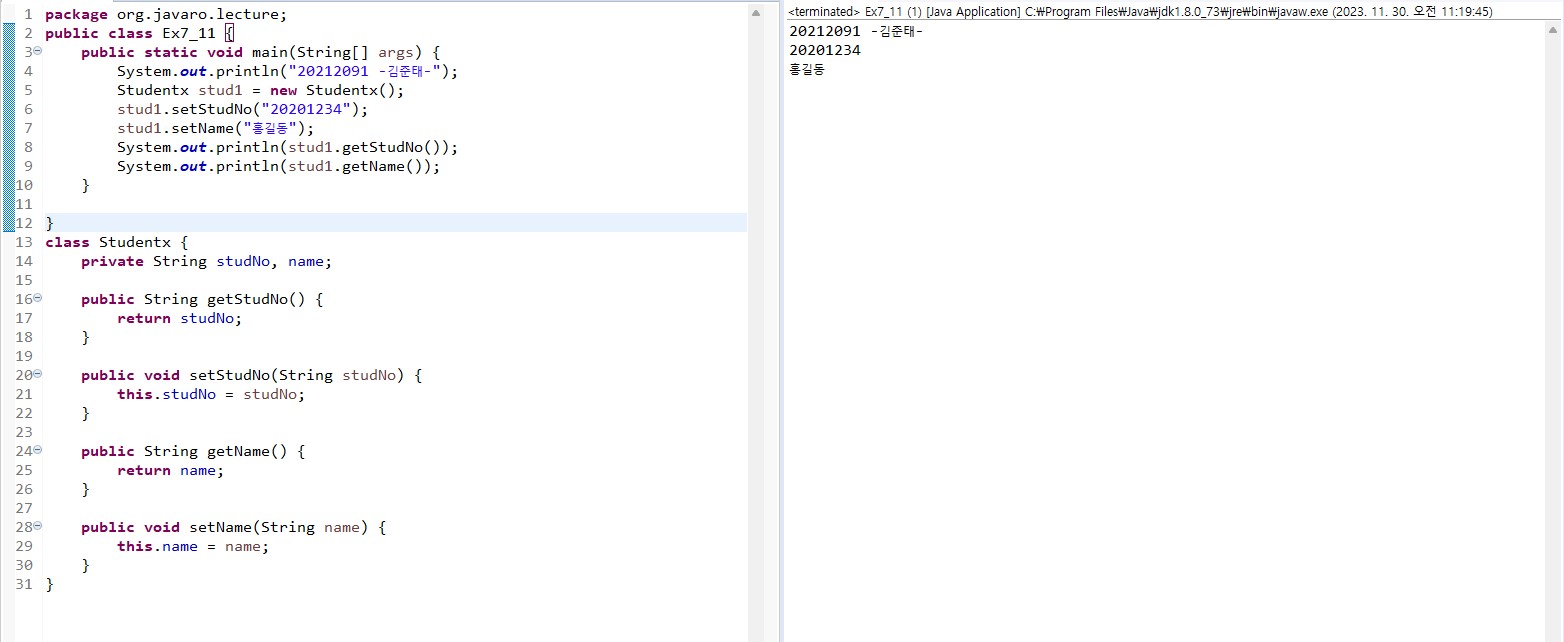 1 package org.javaro.lecture;
2 public class Ex7_11 {
3 public static void main(String[] args) {
4 System.out.println("20212091 -김준태-");
5 Studentx stud1 = new Studentx();
6 stud1.setStudNo("20201234");
7 stud1.setName("홍길동");
8 System.out.println(stud1.getStudNo());
9 System.out.println(stud1.getName());
10 }
11
12 }
13 class Studentx {
14 private String studNo, name;
15
16 public String getStudNo() {
17 return studNo;
18 }
19
20 public void setStudNo(String studNo) {
21 this.studNo = studNo;
22 }
23
24 public String getName() {
25 return name;
26 }
27
28 public void setName(String name) {
29 this.name = name;
30 }
31 }
<terminated> Ex7_11 (1) [Java Application] C:₩Program Files₩Java₩jdk1.8.0_73₩jre₩bin₩javaw.exe (2023. 11. 30. 오전 11:19:45)
20212091 -김준태-
20201234
홍길동